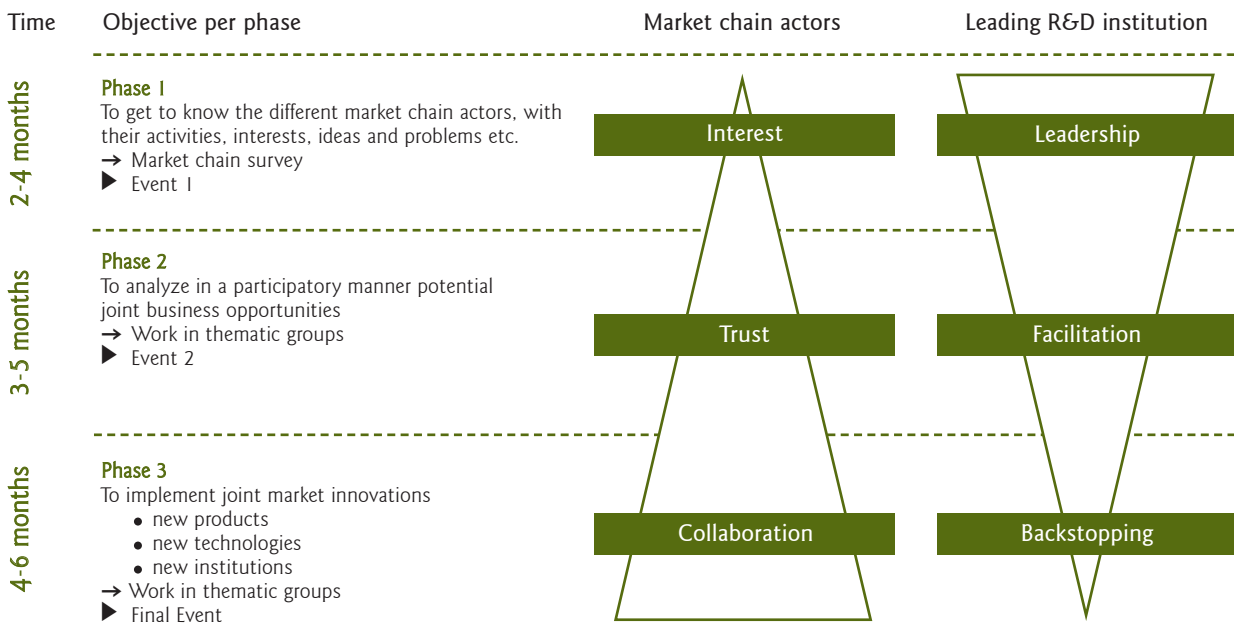 Time
Objective per phase
Market chain actors
Leading R&D institution
2-4 months
Phase 1
To get to know the different market chain actors, with
their activities, interests, ideas and problems etc.
→ Market chain survey
▶ Event 1
Interest
Leadership
3-5 months
Phase 2
To analyze in a participatory manner potential
joint business opportunities
→ Work in thematic groups
▶ Event 2
Trust
Facilitation
4-6 months
Phase 3
To implement joint market innovations
• new products
• new technologies
• new institutions
→ Work in thematic groups
▶ Final Event
Collaboration
Backstopping